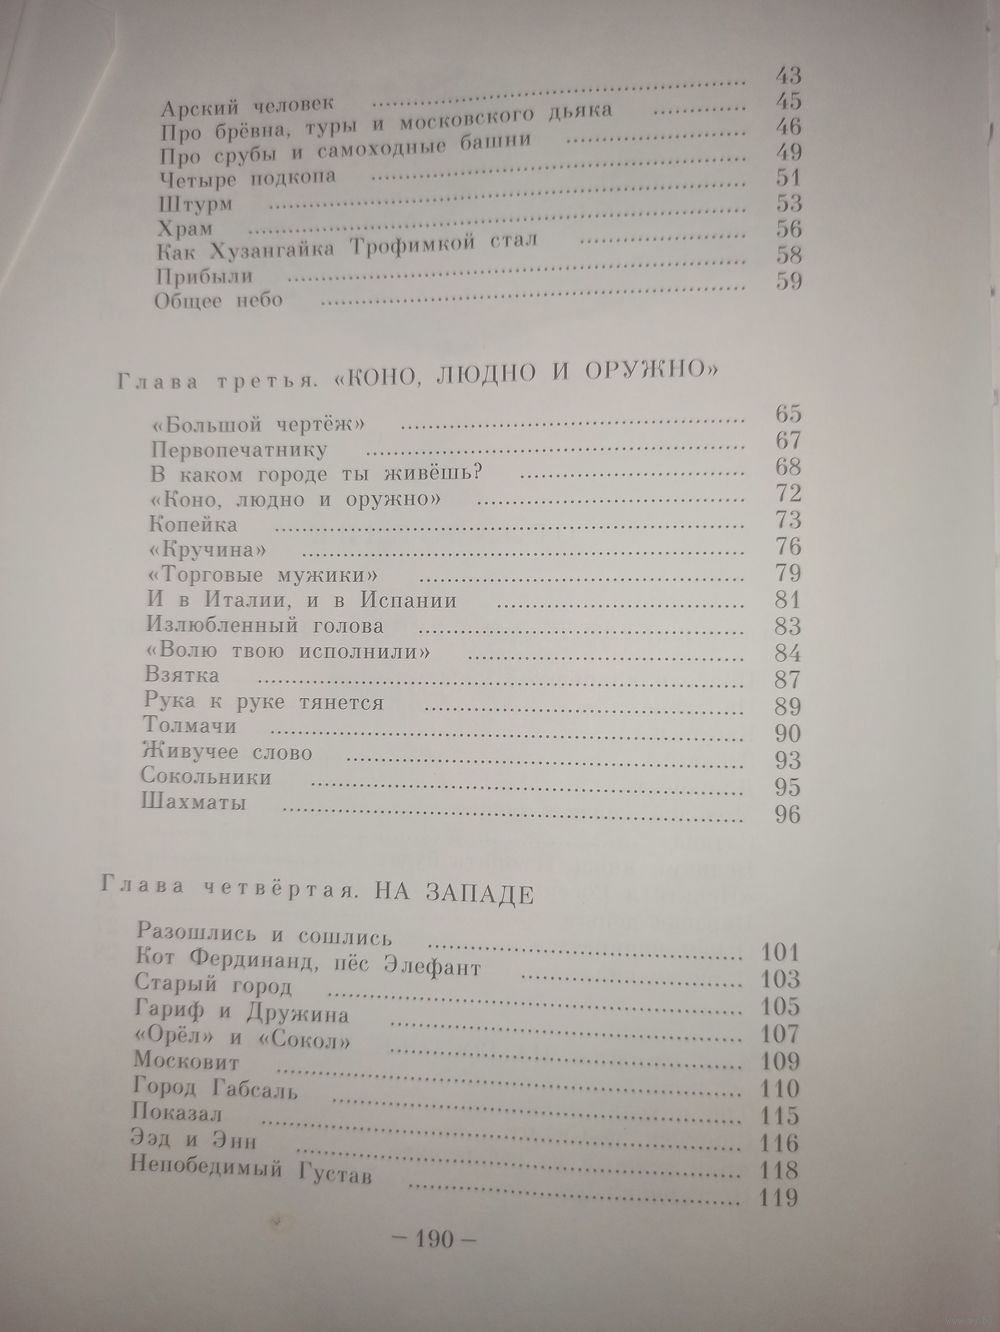 Арский человек ........ 43
Про брёвна, туры и московского дьяка ........ 45
Про срубы и самоходные башни ........ 46
Четыре подкопа ........ 49
Штурм ........ 51
Храм ........ 53
Как Хузангайка Трофимкой стал ........ 56
Прибыли ........ 58
Общее небо ........ 59
Глава третья. «КОНО, ЛЮДНО И ОРУЖНО»
«Большой чертёж» ........ 65
Первопечатнику ........ 67
В каком городе ты живёшь? ........ 68
«Коно, людно и оружно» ........ 72
Копейка ........ 73
«Кручина» ........ 76
«Торговые мужики» ........ 79
И в Италии, и в Испании ........ 81
Излюбленный голова ........ 83
«Волю твою исполнили» ........ 84
Взятка ........ 87
Рука к руке тянется ........ 89
Толмачи ........ 90
Живучее слово ........ 93
Сокольники ........ 95
Шахматы ........ 96
Глава четвёртая. НА ЗАПАДЕ
Разошлись и сошлись ........ 101
Кот Фердинанд, пёс Элефант ........ 103
Старый город ........ 105
Гариф и Дружина ........ 107
«Орёл» и «Сокол» ........ 109
Московит ........ 110
Город Габсаль ........ 115
Показал ........ 116
Ээд и Энн ........ 118
Непобедимый Густав ........ 119
— 190 —